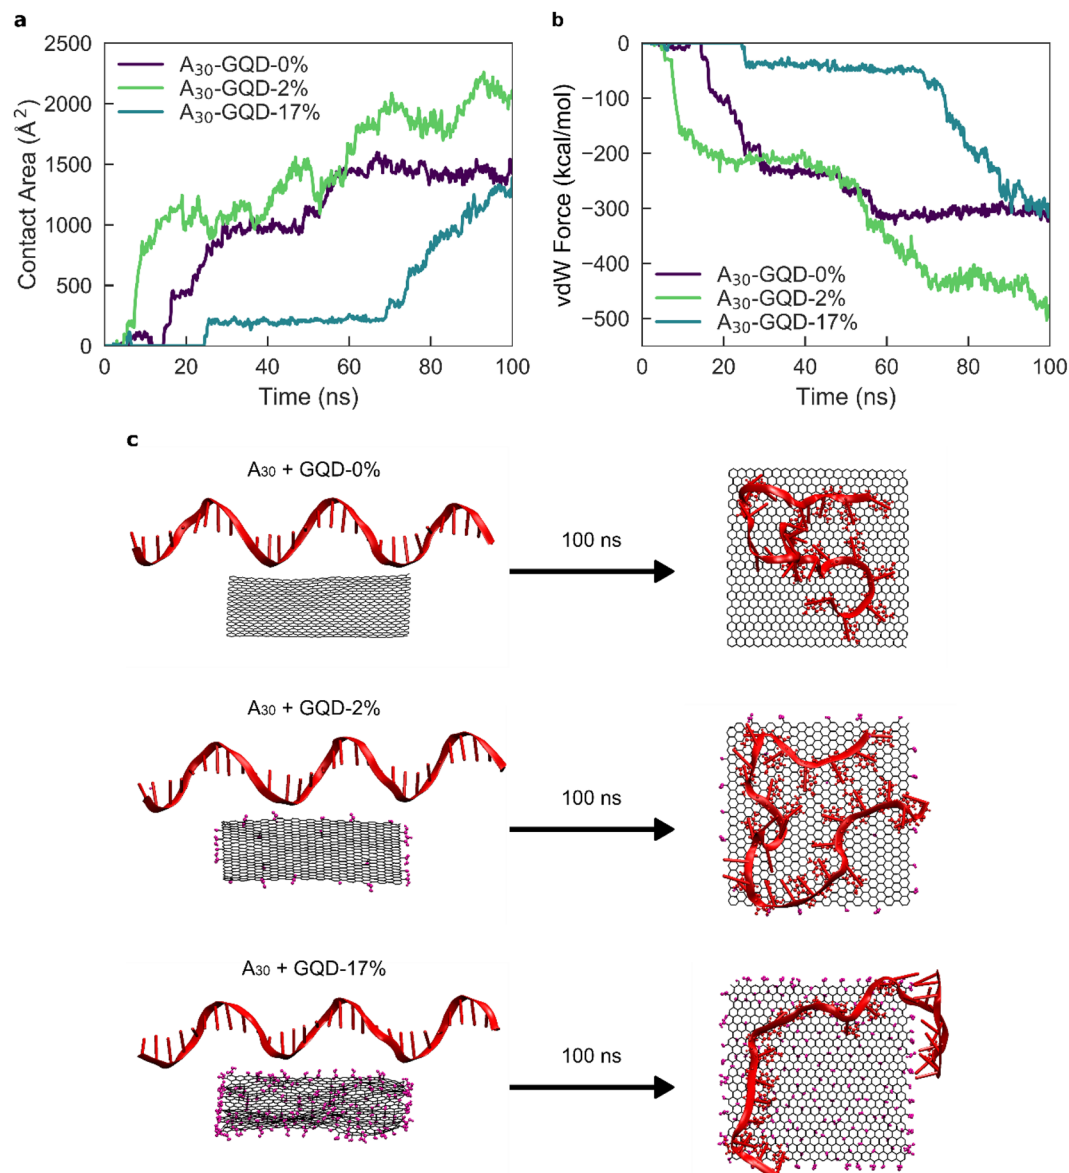 a
2500
2000
1500
1000
500
0
Contact Area (Å²)
A₃₀-GQD-0%
A₃₀-GQD-2%
A₃₀-GQD-17%
0 20 40 60 80 100
Time (ns)
b
0
−100
−200
−300
−400
−500
vdW Force (kcal/mol)
A₃₀-GQD-0%
A₃₀-GQD-2%
A₃₀-GQD-17%
0 20 40 60 80 100
Time (ns)
c
A₃₀ + GQD-0%
100 ns
A₃₀ + GQD-2%
100 ns
A₃₀ + GQD-17%
100 ns